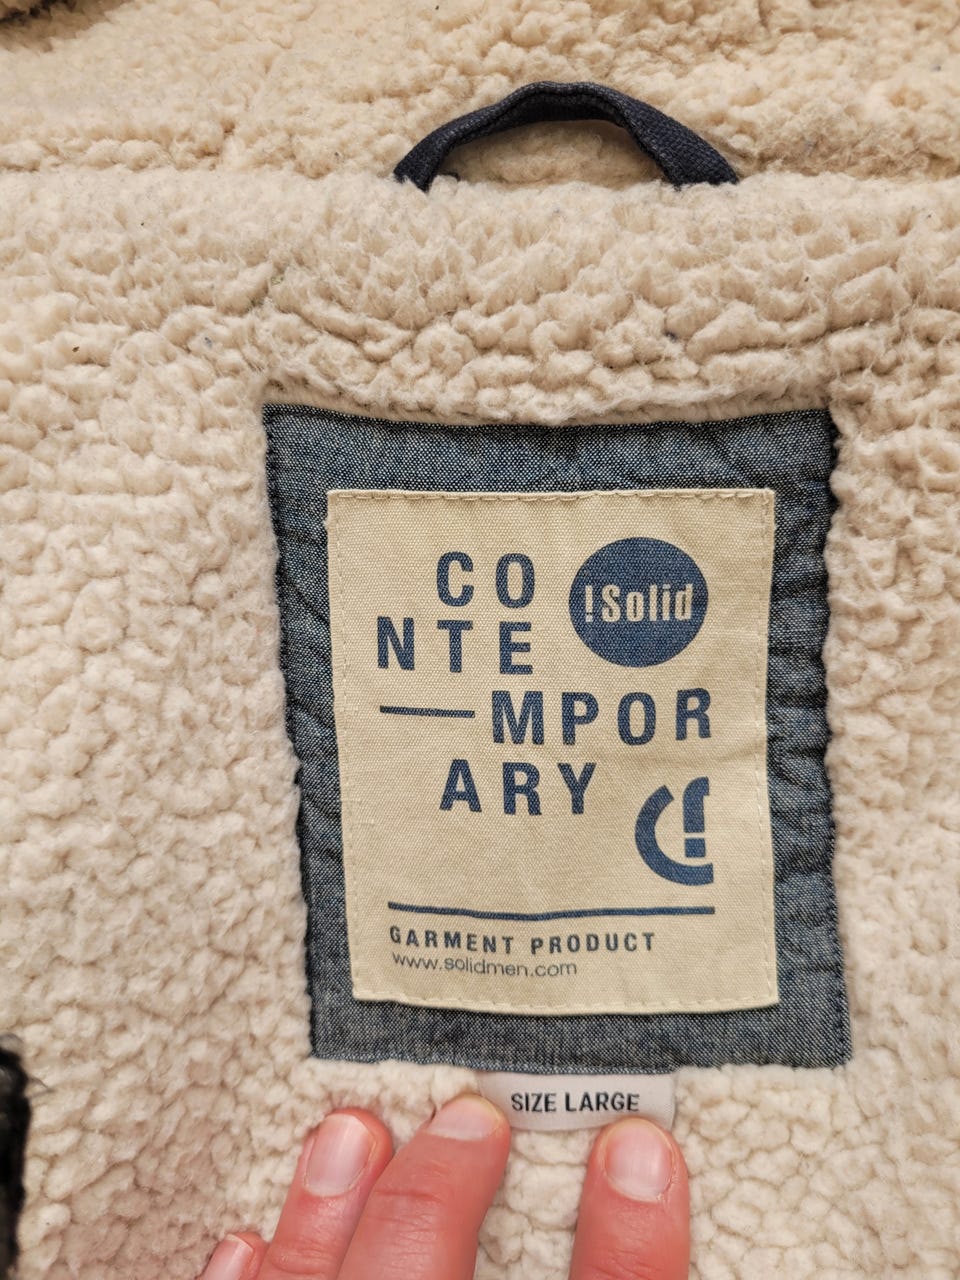 CO
!Solid
NTE
—MPOR
ARY
GARMENT PRODUCT
www.solidmen.com
SIZE LARGE